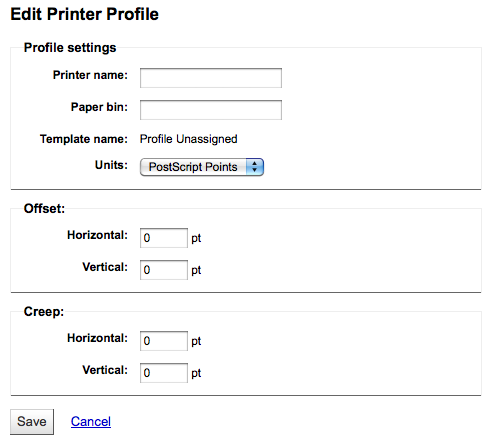 Edit Printer Profile
Profile settings
Printer name:
Paper bin:
Template name: Profile Unassigned
Units: PostScript Points
Offset:
Horizontal: 0 pt
Vertical: 0 pt
Creep:
Horizontal: 0 pt
Vertical: 0 pt
Save Cancel